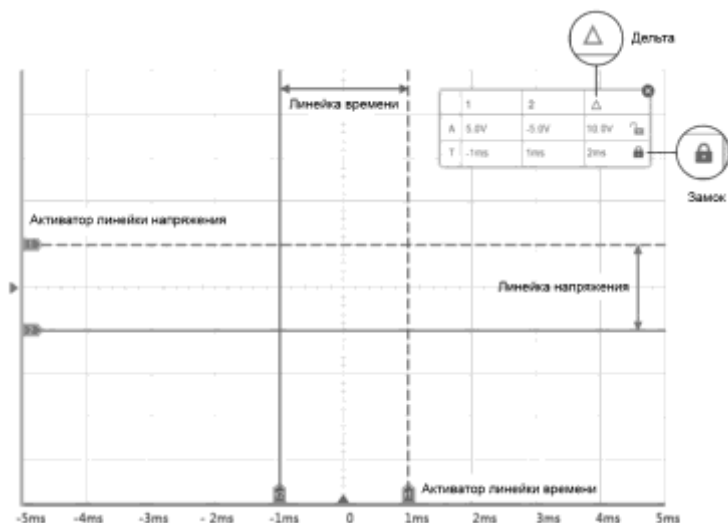 Дельта
Линейка времени
1 2 △
A 5.0V -5.0V 10.0V
T -1ms 1ms 2ms
Замок
Активатор линейки напряжения
Линейка напряжения
Активатор линейки времени
-5ms -4ms -3ms - 2ms -1ms 0 1ms 2ms 3ms 4ms 5ms